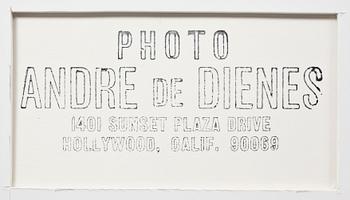 PHOTO
ANDRE DE DIENES
1401 SUNSET PLAZA DRIVE
HOLLYWOOD, CALIF. 90069